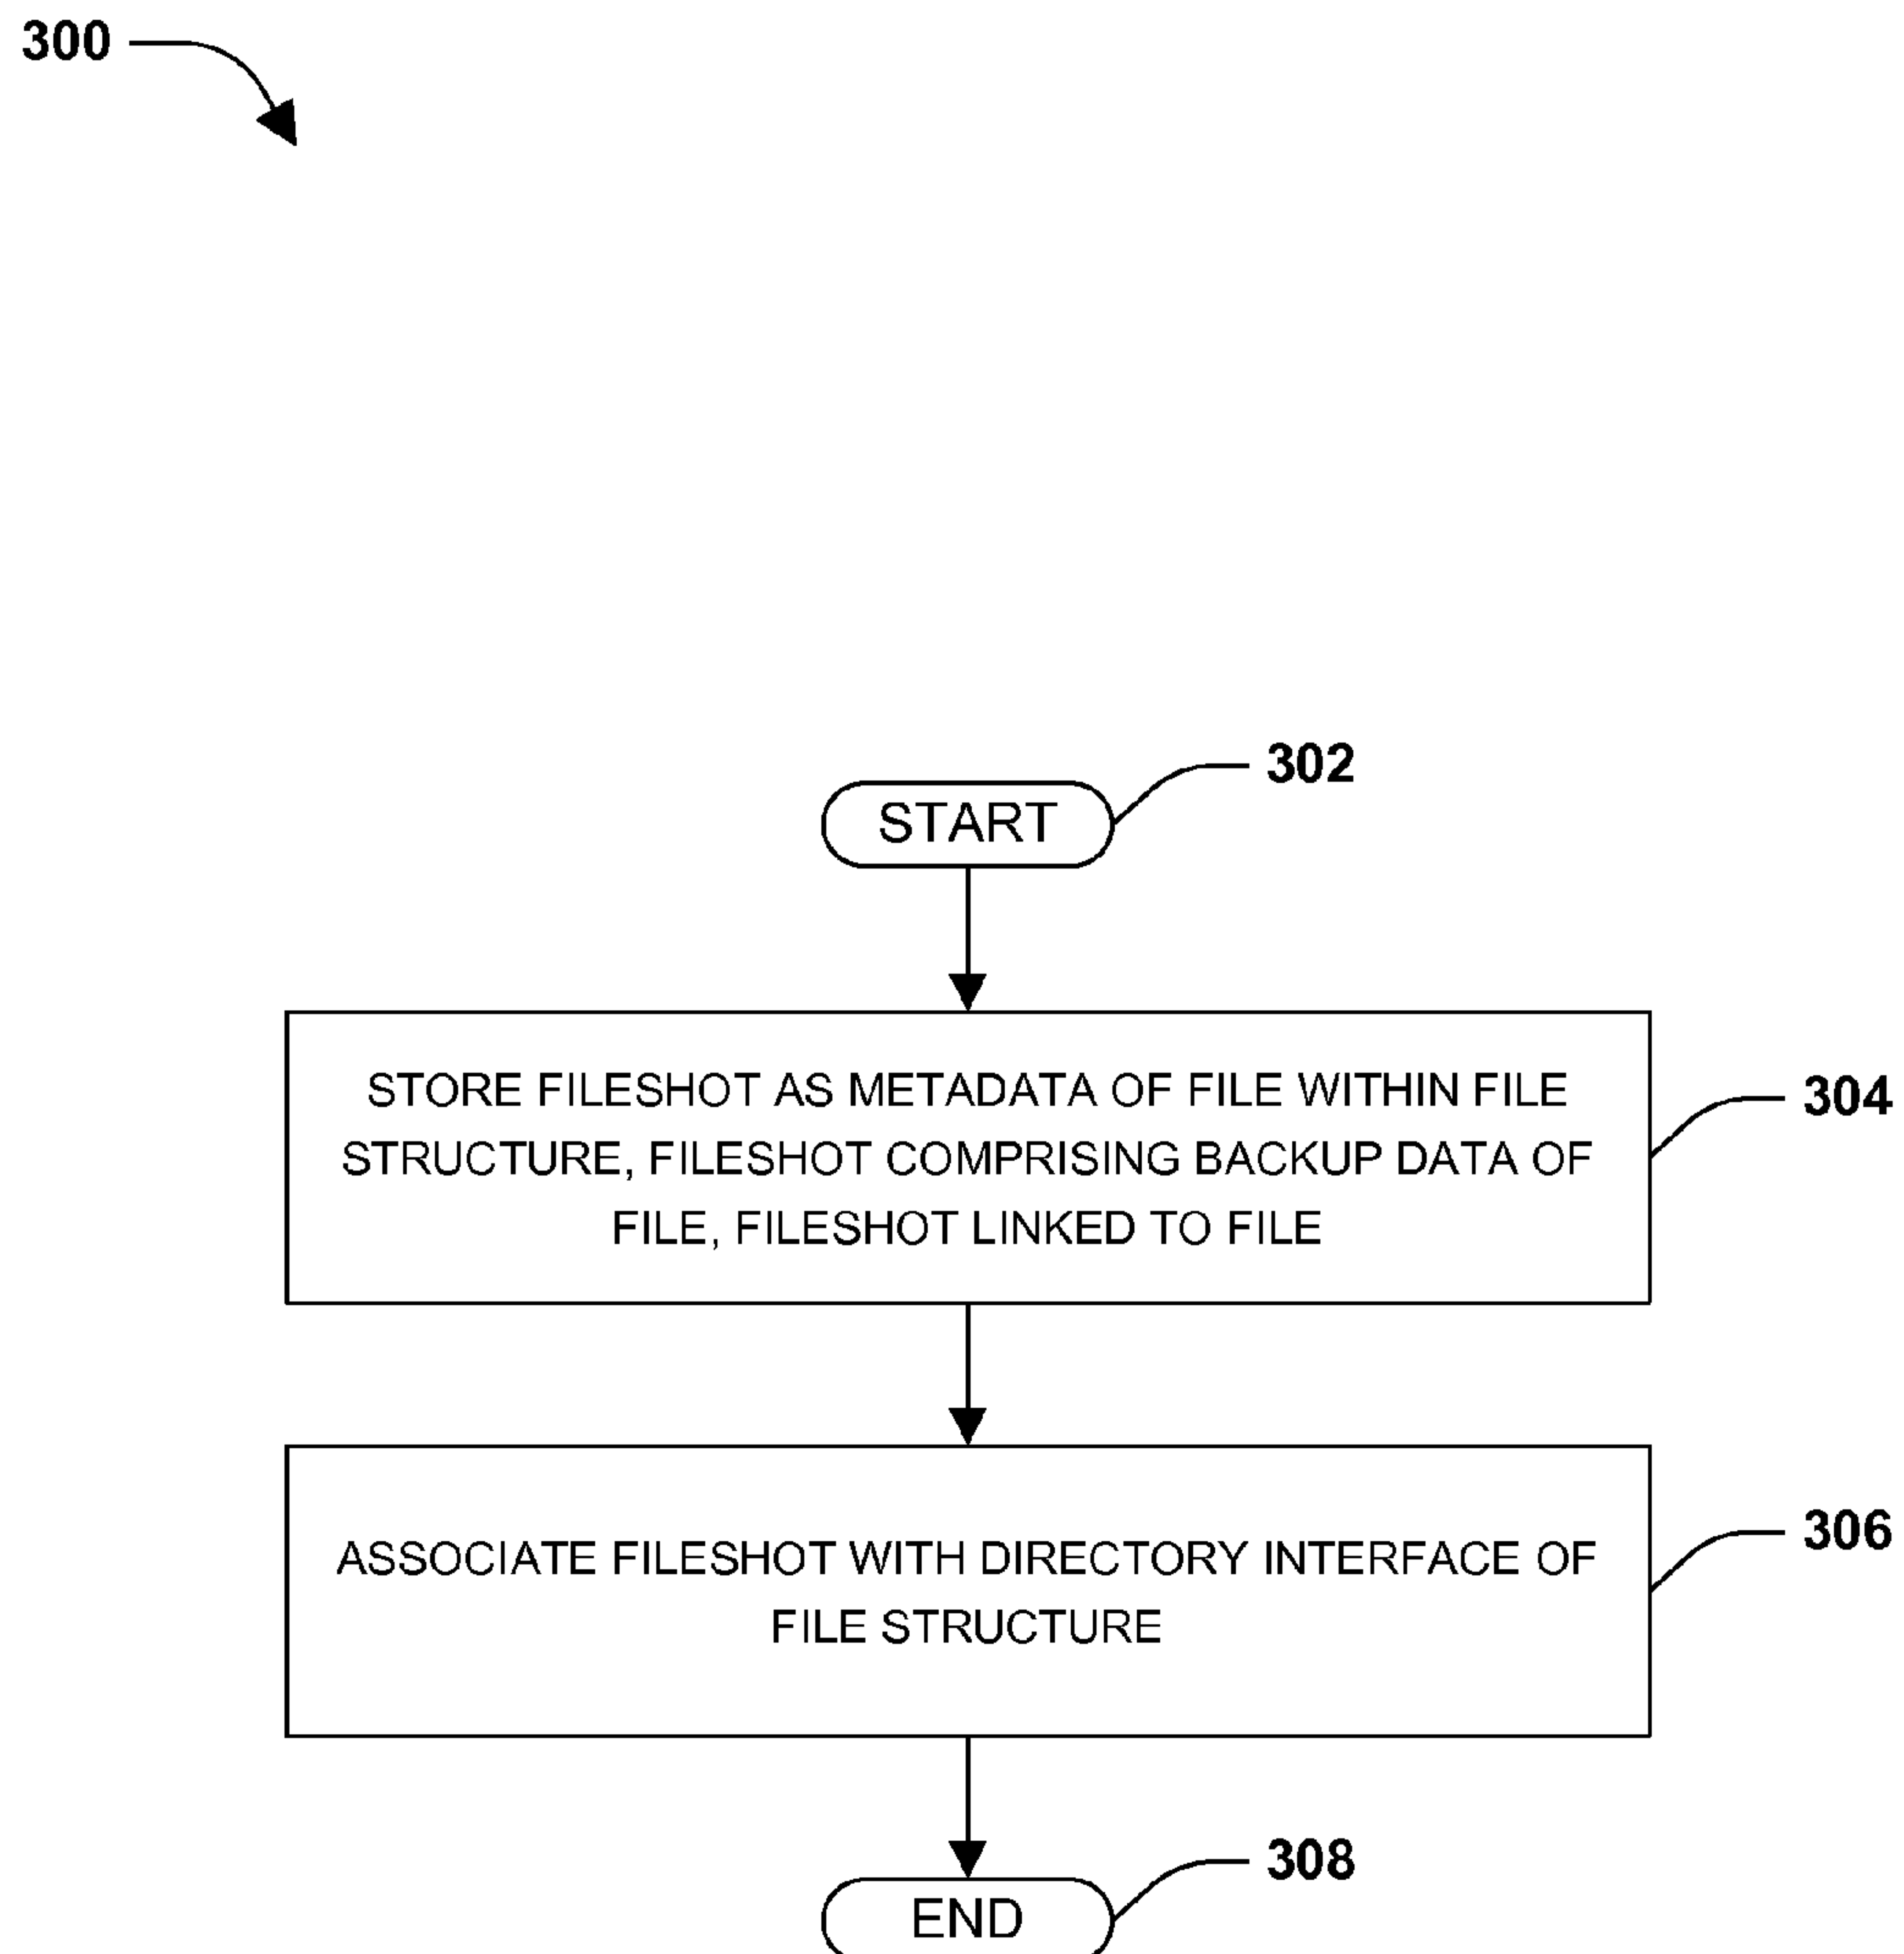 300
302
START
STORE FILESHOT AS METADATA OF FILE WITHIN FILE
STRUCTURE, FILESHOT COMPRISING BACKUP DATA OF
FILE, FILESHOT LINKED TO FILE
304
ASSOCIATE FILESHOT WITH DIRECTORY INTERFACE OF
FILE STRUCTURE
306
308
END